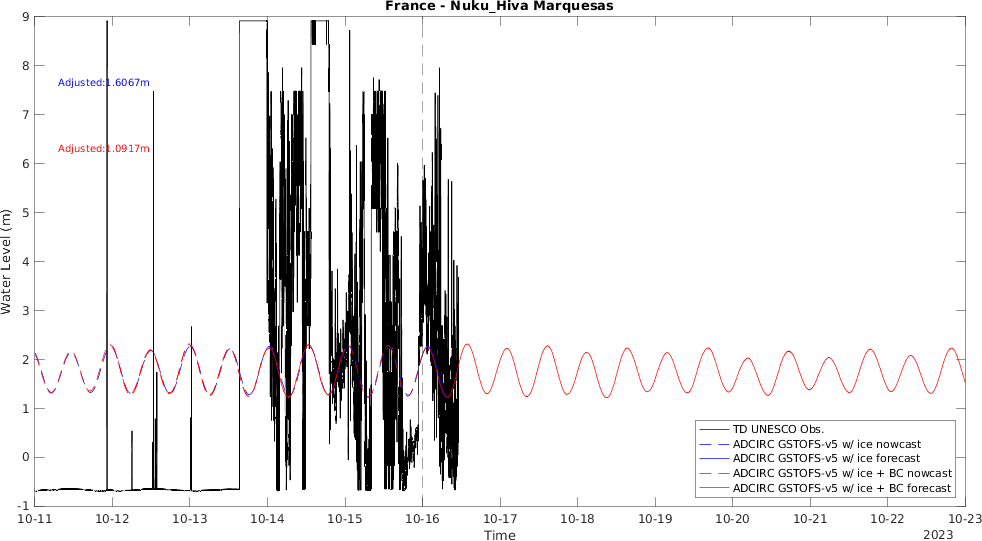 France - Nuku_Hiva Marquesas
9
8
7
6
5
4
3
2
1
0
-1
Water Level (m)
Adjusted:1.6067m
Adjusted:1.0917m
TD UNESCO Obs.
ADCIRC GSTOFS-v5 w/ ice nowcast
ADCIRC GSTOFS-v5 w/ ice forecast
ADCIRC GSTOFS-v5 w/ ice + BC nowcast
ADCIRC GSTOFS-v5 w/ ice + BC forecast
10-11 10-12 10-13 10-14 10-15 10-16 10-17 10-18 10-19 10-20 10-21 10-22 10-23
Time
2023